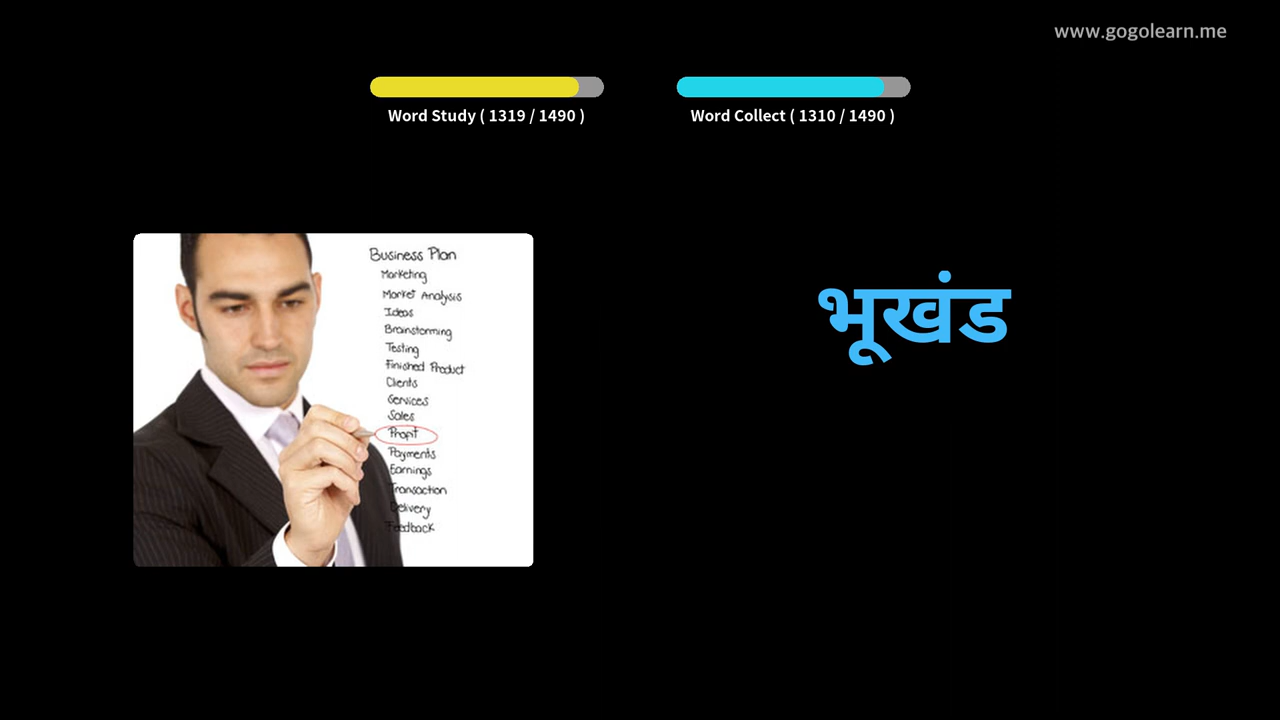 www.gogolearn.me
Word Study ( 1319 / 1490 )
Word Collect ( 1310 / 1490 )
Business Plan
Marketing
Market Analysis
Ideas
Brainstorming
Testing
Finished Product
Clients
Services
Sales
Profit
Payments
Earnings
Transaction
Delivery
Feedback
भूखंड